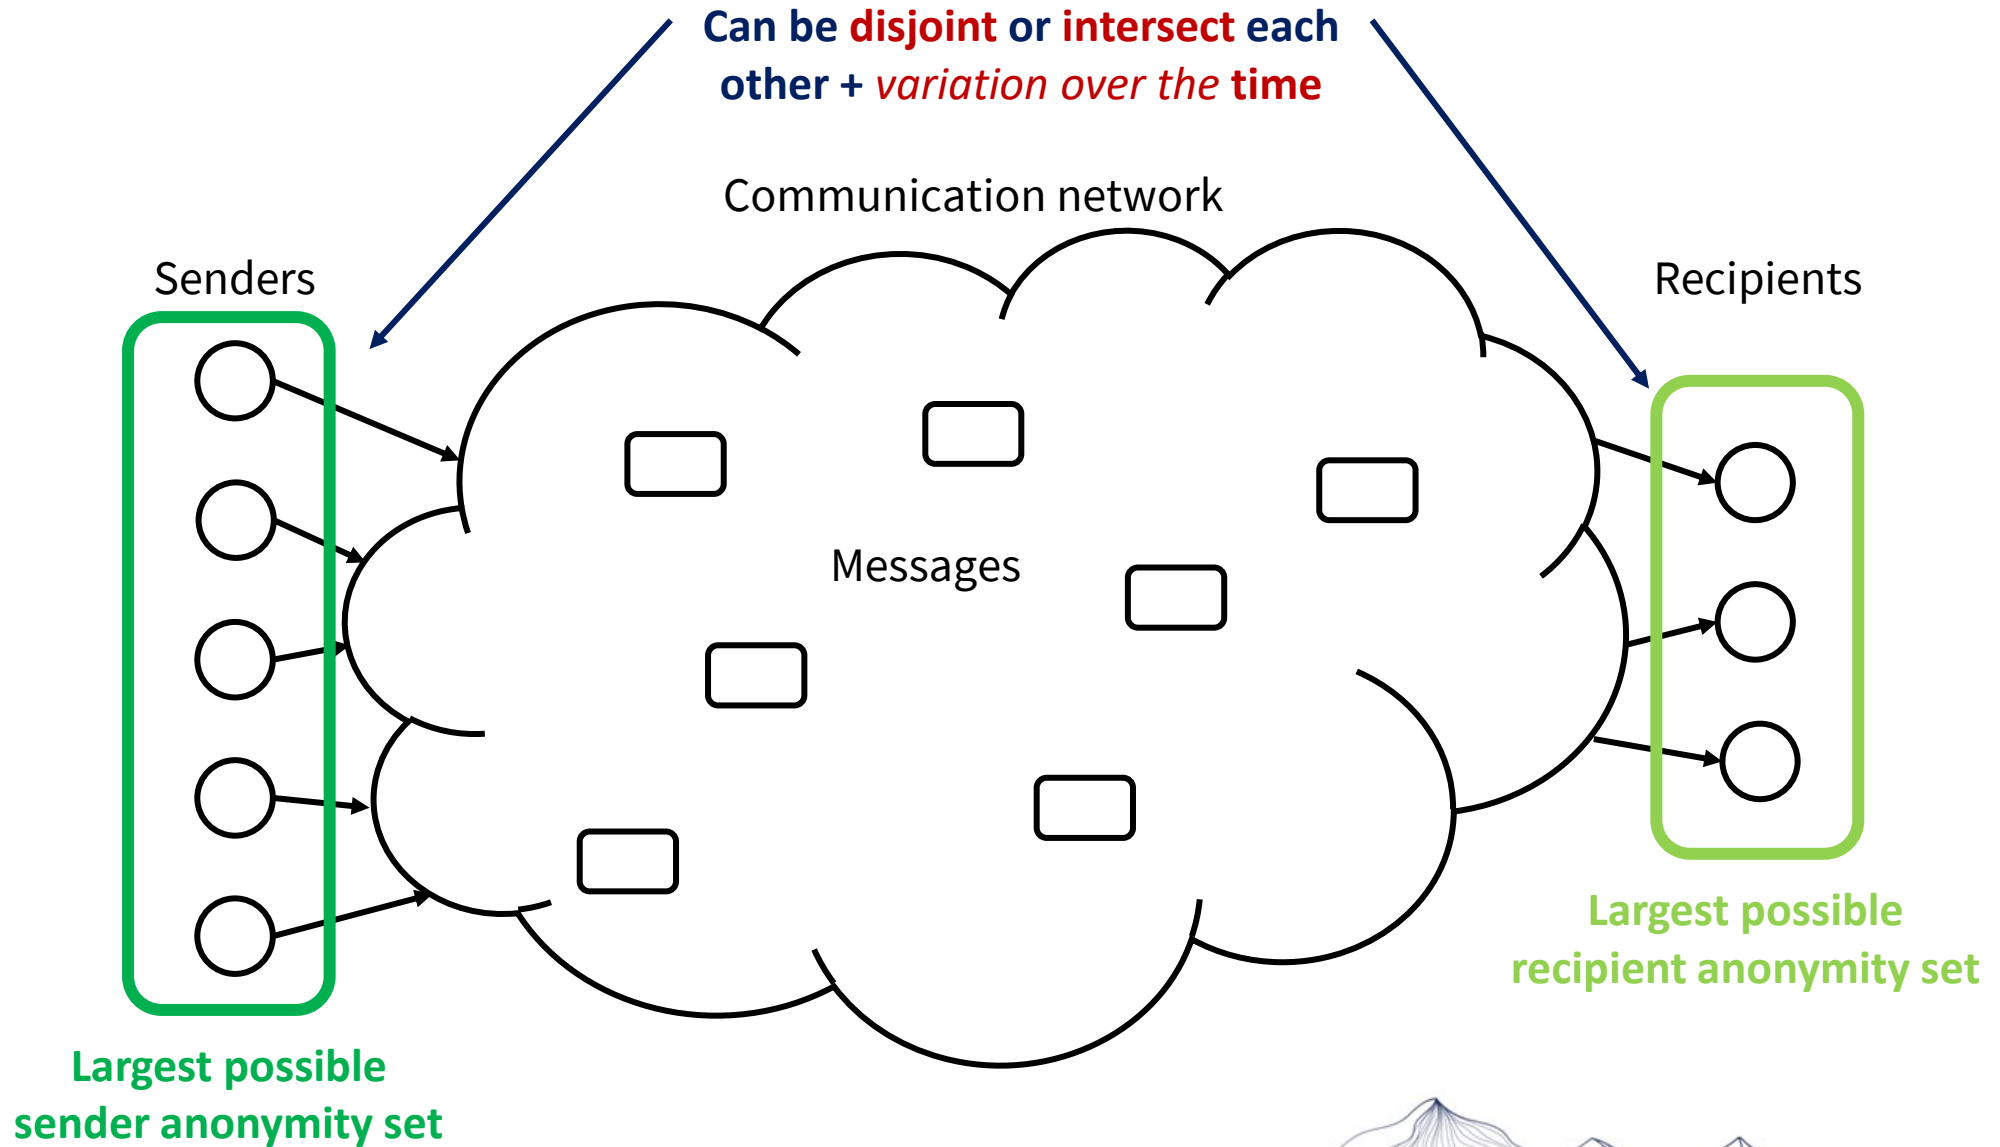 Can be disjoint or intersect each
other + variation over the time
Communication network
Senders
Recipients
Messages
Largest possible
recipient anonymity set
Largest possible
sender anonymity set